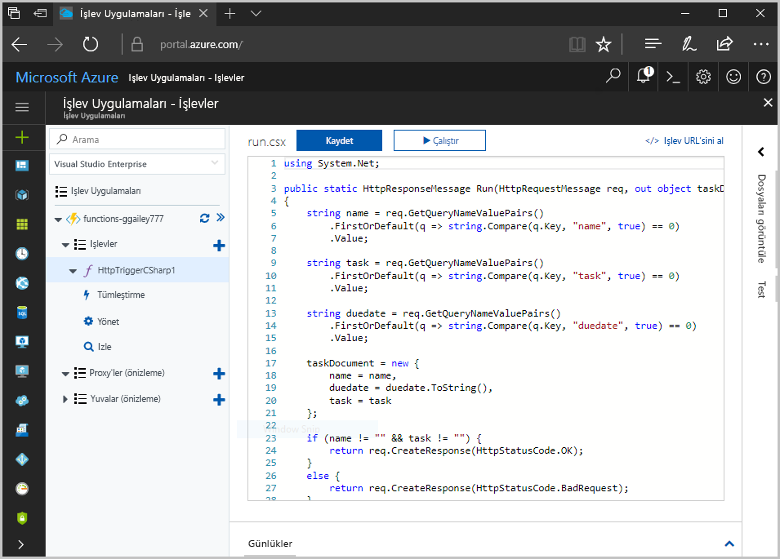 İşlev Uygulamaları - İşle
portal.azure.com/
Microsoft Azure İşlev Uygulamaları - İşlevler
1
İşlev Uygulamaları - İşlevler
İşlev Uygulamaları
Arama
Visual Studio Enterprise
İşlev Uygulamaları
functions-ggailey777
İşlevler
HttpTriggerCSharp1
Tümleştirme
Yönet
İzle
Proxy'ler (önizleme)
Yuvalar (önizleme)
run.csx
Kaydet
Çalıştır
</> İşlev URL'sini al
1 using System.Net;
2
3 public static HttpResponseMessage Run(HttpRequestMessage req, out object taskD
4 {
5 string name = req.GetQueryNameValuePairs()
6 .FirstOrDefault(q => string.Compare(q.Key, "name", true) == 0)
7 .Value;
8
9 string task = req.GetQueryNameValuePairs()
10 .FirstOrDefault(q => string.Compare(q.Key, "task", true) == 0)
11 .Value;
12
13 string duedate = req.GetQueryNameValuePairs()
14 .FirstOrDefault(q => string.Compare(q.Key, "duedate", true) == 0)
15 .Value;
16
17 taskDocument = new {
18 name = name,
19 duedate = duedate.ToString(),
20 task = task
21 };
22
23 if (name != "" && task != "") {
24 return req.CreateResponse(HttpStatusCode.OK);
25 }
26 else {
27 return req.CreateResponse(HttpStatusCode.BadRequest);
28 }
Dosyaları görüntüle
Test
Günlükler